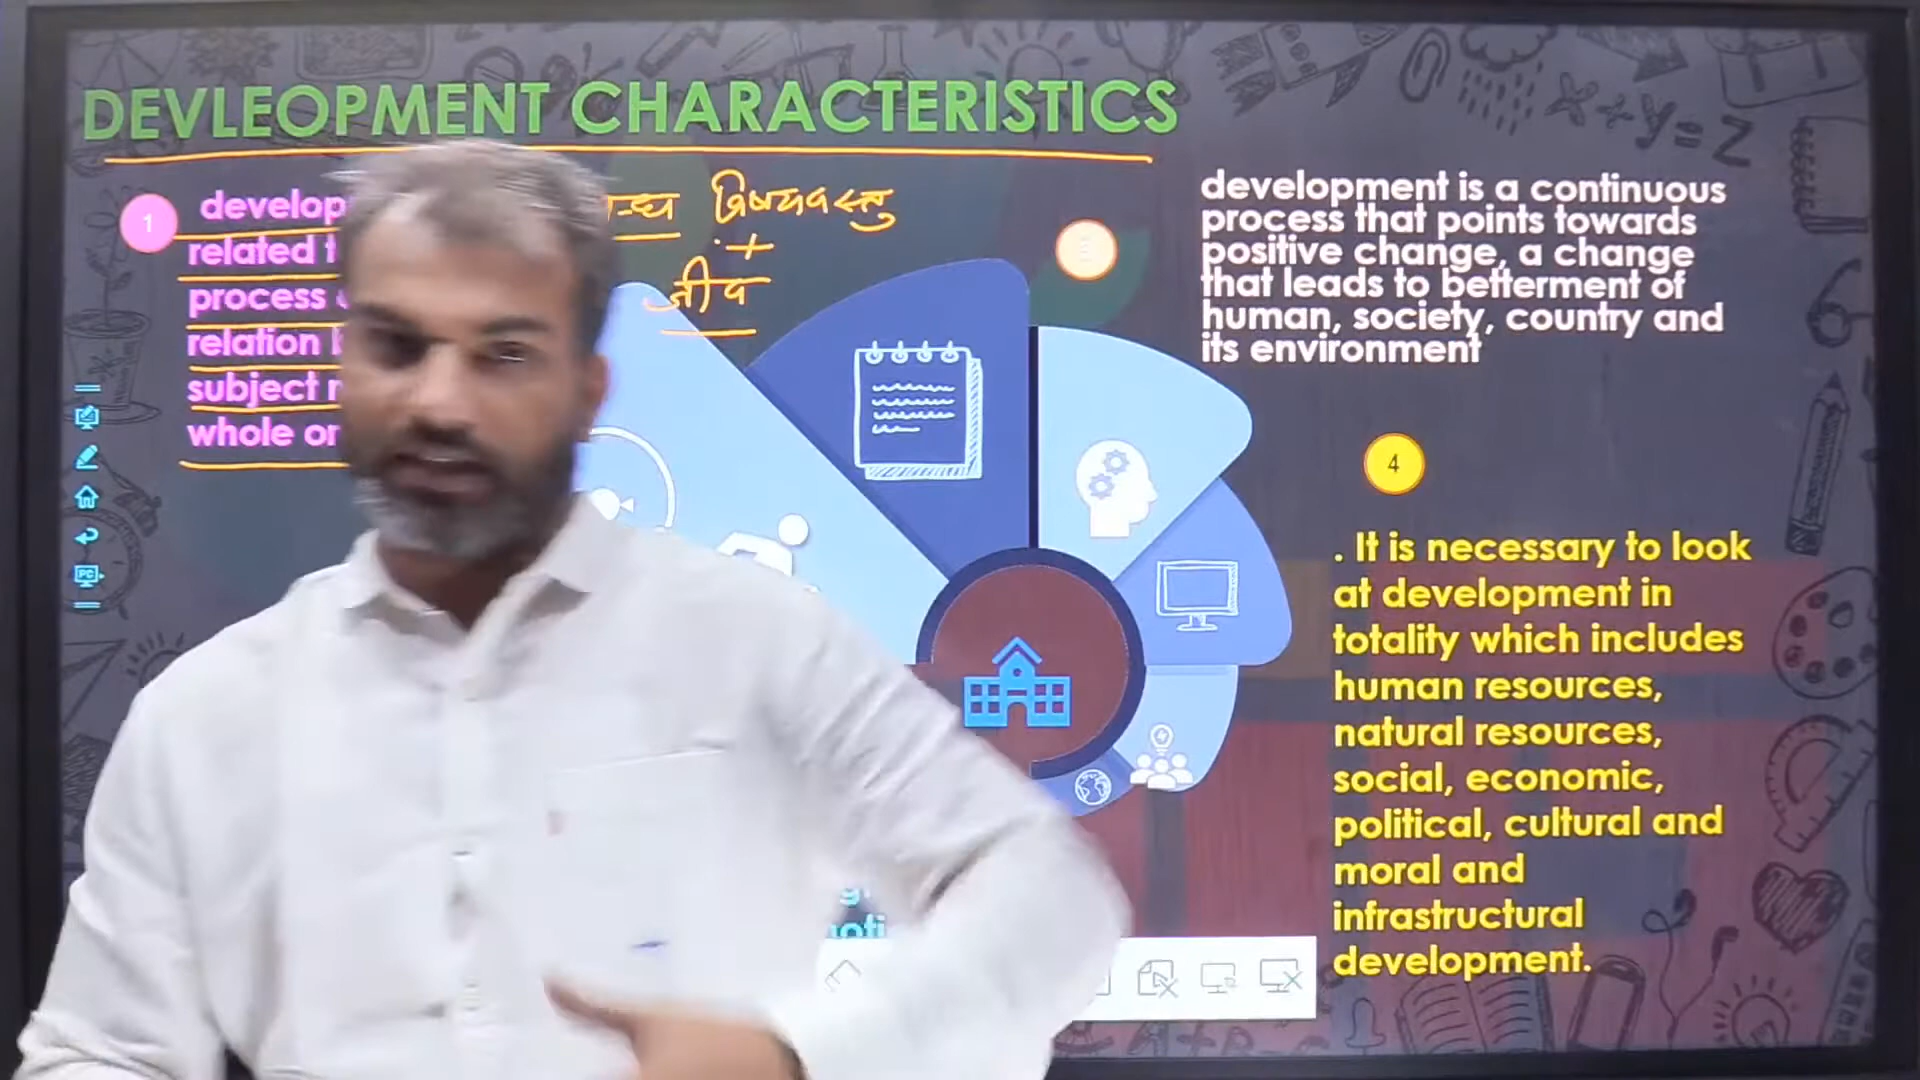 DEVLEOPMENT CHARACTERISTICS
1
develop
related t
process
relation
subject
whole or
विषयवस्तु
+
जीव
development is a continuous
process that points towards
positive change, a change
that leads to betterment of
human, society, country and
its environment
4
. It is necessary to look
at development in
totality which includes
human resources,
natural resources,
social, economic,
political, cultural and
moral and
infrastructural
development.
x+y=z
PC